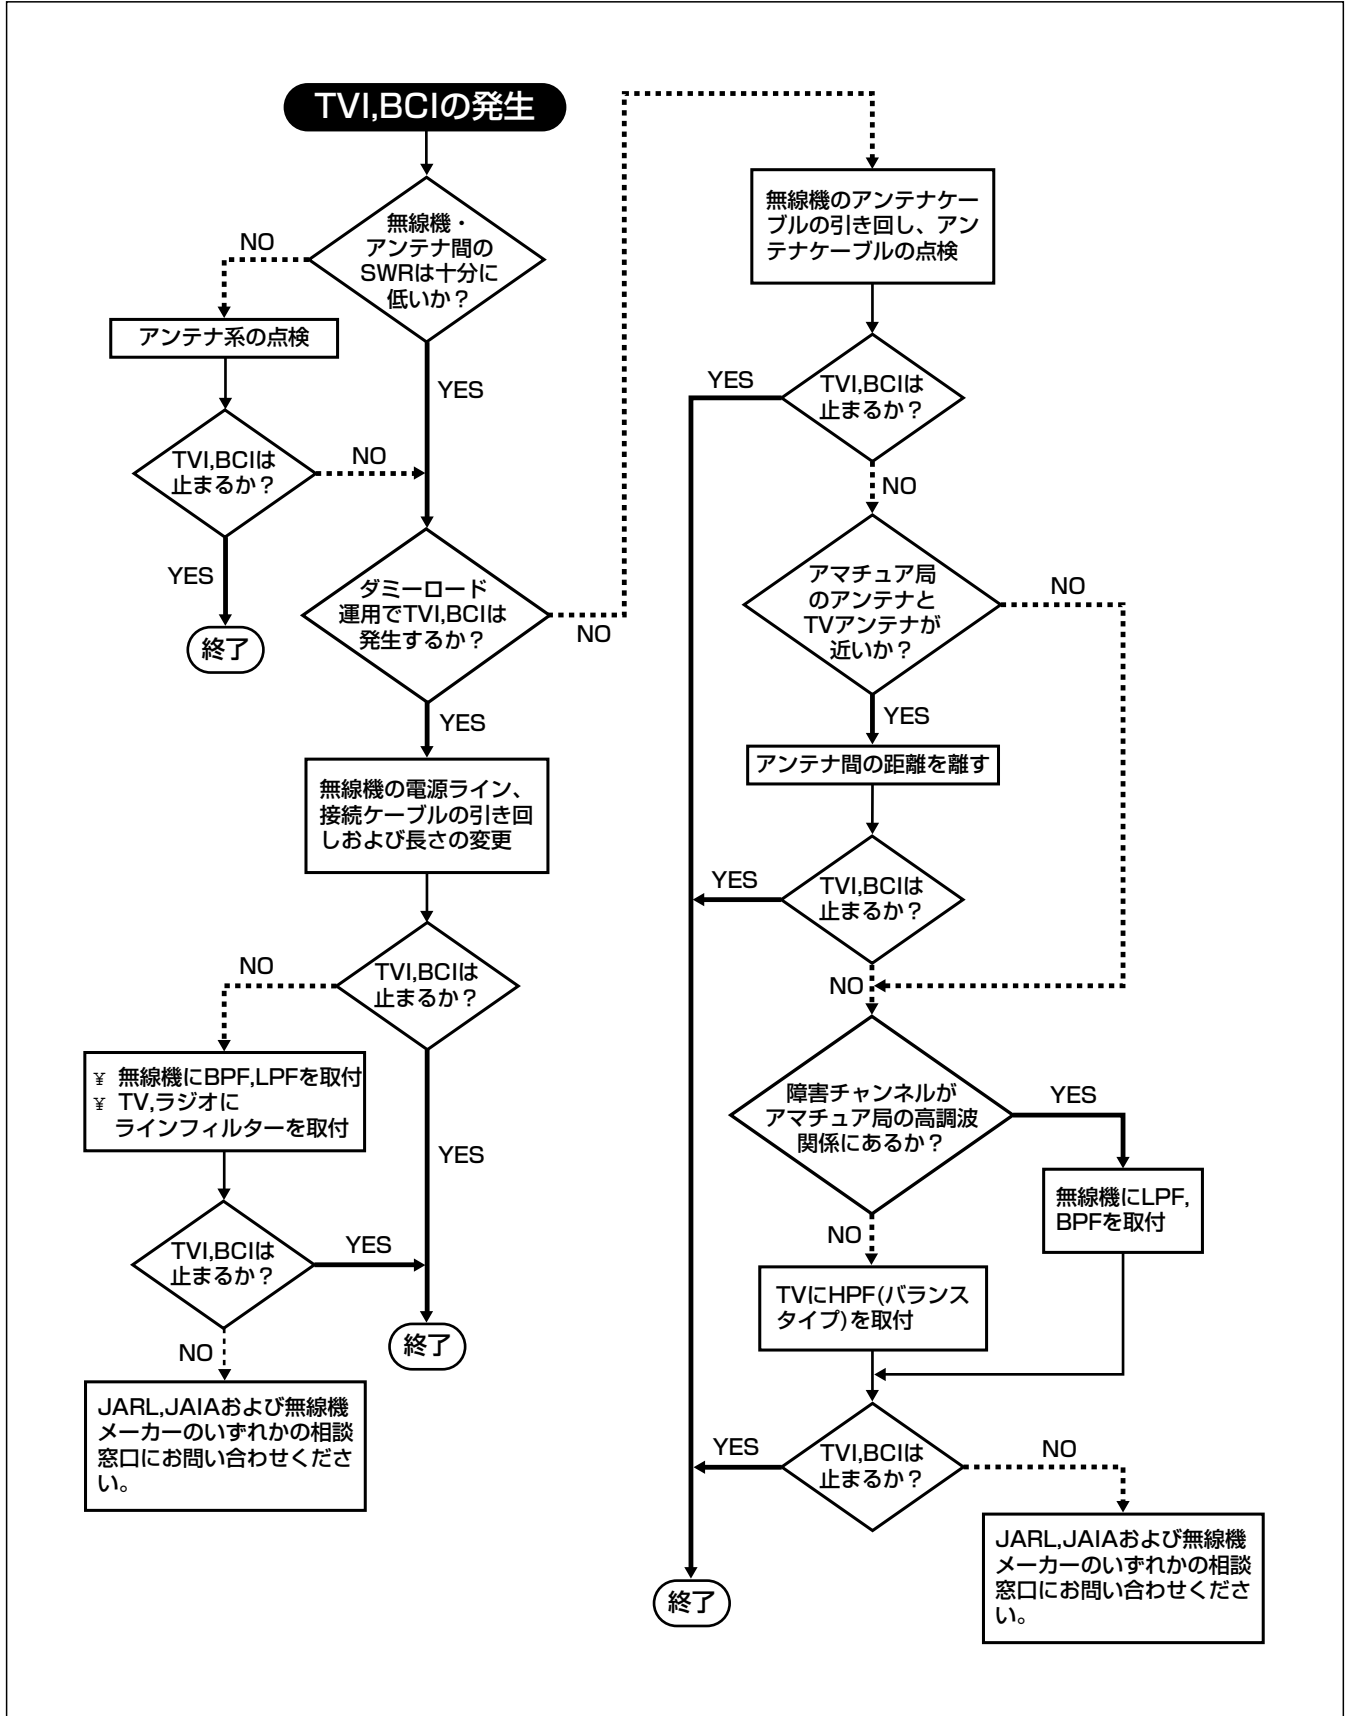 TVI,BCIの発生
無線機・
アンテナ間の
SWRは十分に
低いか？
NO
アンテナ系の点検
YES
TVI,BCIは
止まるか？
NO
YES
終了
ダミーロード
運用でTVI,BCIは
発生するか？
NO
YES
無線機の電源ライン、
接続ケーブルの引き回
しおよび長さの変更
TVI,BCIは
止まるか？
NO
¥ 無線機にBPF,LPFを取付
¥ TV,ラジオに
ラインフィルターを取付
YES
TVI,BCIは
止まるか？
YES
終了
NO
JARL,JAIAおよび無線機
メーカーのいずれかの相談
窓口にお問い合わせくださ
い。
無線機のアンテナケー
ブルの引き回し、アン
テナケーブルの点検
YES
TVI,BCIは
止まるか？
NO
アマチュア局
のアンテナと
TVアンテナが
近いか？
NO
YES
アンテナ間の距離を離す
YES
TVI,BCIは
止まるか？
NO
障害チャンネルが
アマチュア局の高調波
関係にあるか？
YES
無線機にLPF,
BPFを取付
NO
TVにHPF(バランス
タイプ)を取付
YES
TVI,BCIは
止まるか？
NO
JARL,JAIAおよび無線機
メーカーのいずれかの相談
窓口にお問い合わせくださ
い。
終了